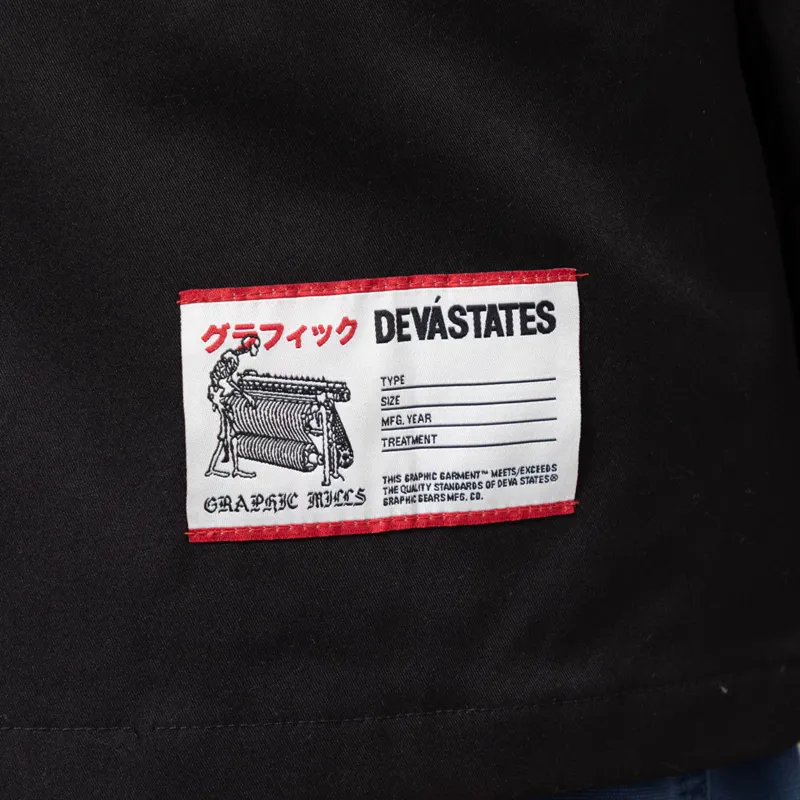 グラフィック
DEVÁSTATES
TYPE
SIZE
MFG. YEAR
TREATMENT
GRAPHIC MILLS
THIS GRAPHIC GARMENT™ MEETS/EXCEEDS
THE QUALITY STANDARDS OF DEVA STATES®
GRAPHIC GEARS MFG. CO.